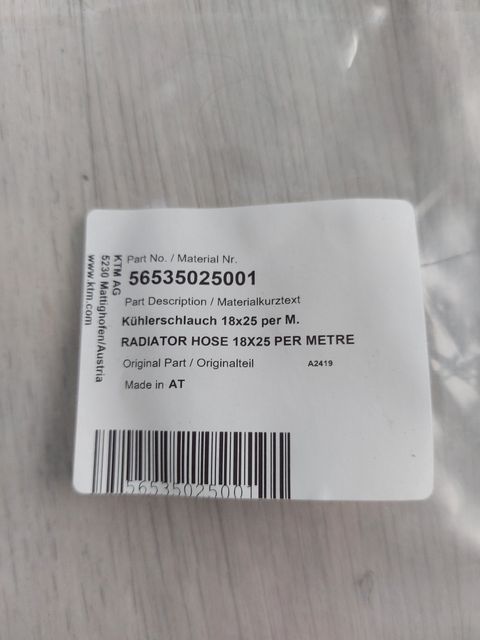 KTM AG
5230 Mattighofen/Austria
www.ktm.com
Part No. / Material Nr.
56535025001
Part Description / Materialkurztext
Kühlerschlauch 18x25 per M.
RADIATOR HOSE 18X25 PER METRE
Original Part / Originalteil A2419
Made in AT
56535025001